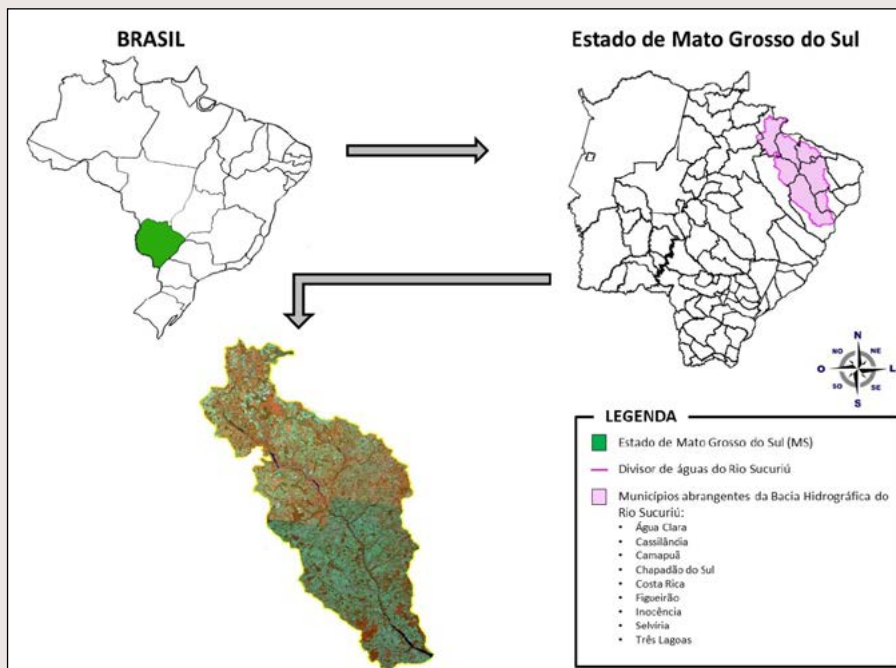 BRASIL
Estado de Mato Grosso do Sul
N
NO
NE
O
L
SO
SE
S
LEGENDA
Estado de Mato Grosso do Sul (MS)
Divisor de águas do Rio Sucuriú
Municípios abrangentes da Bacia Hidrográfica do
Rio Sucuriú:
• Água Clara
• Cassilândia
• Camapuã
• Chapadão do Sul
• Costa Rica
• Figueirão
• Inocência
• Selvíria
• Três Lagoas